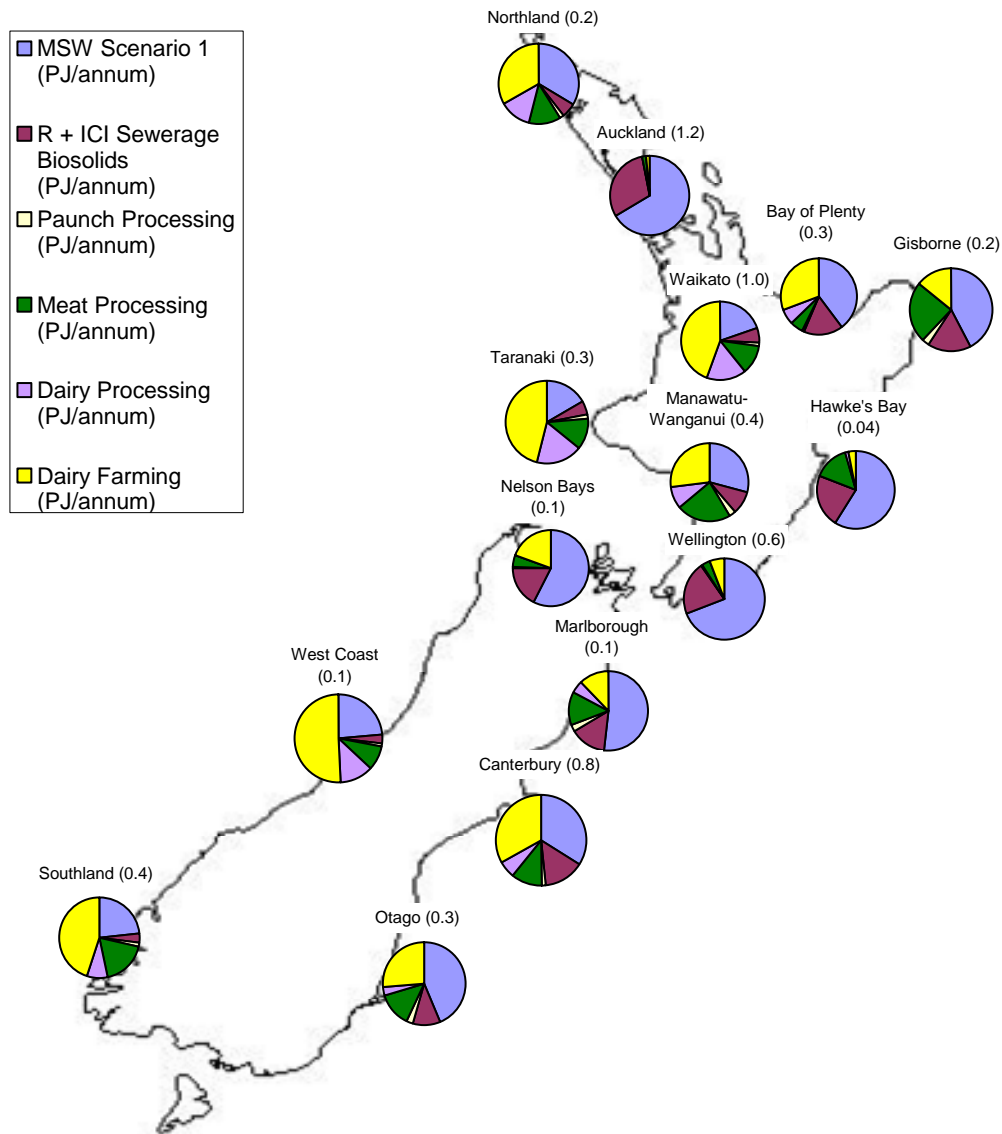 MSW Scenario 1
(PJ/annum)
R + ICI Sewerage
Biosolids
(PJ/annum)
Paunch Processing
(PJ/annum)
Meat Processing
(PJ/annum)
Dairy Processing
(PJ/annum)
Dairy Farming
(PJ/annum)
Northland (0.2)
Auckland (1.2)
Bay of Plenty
(0.3)
Gisborne (0.2)
Waikato (1.0)
Taranaki (0.3)
Manawatu-
Wanganui (0.4)
Hawke's Bay
(0.04)
Nelson Bays
(0.1)
Wellington (0.6)
Marlborough
(0.1)
West Coast
(0.1)
Canterbury (0.8)
Southland (0.4)
Otago (0.3)